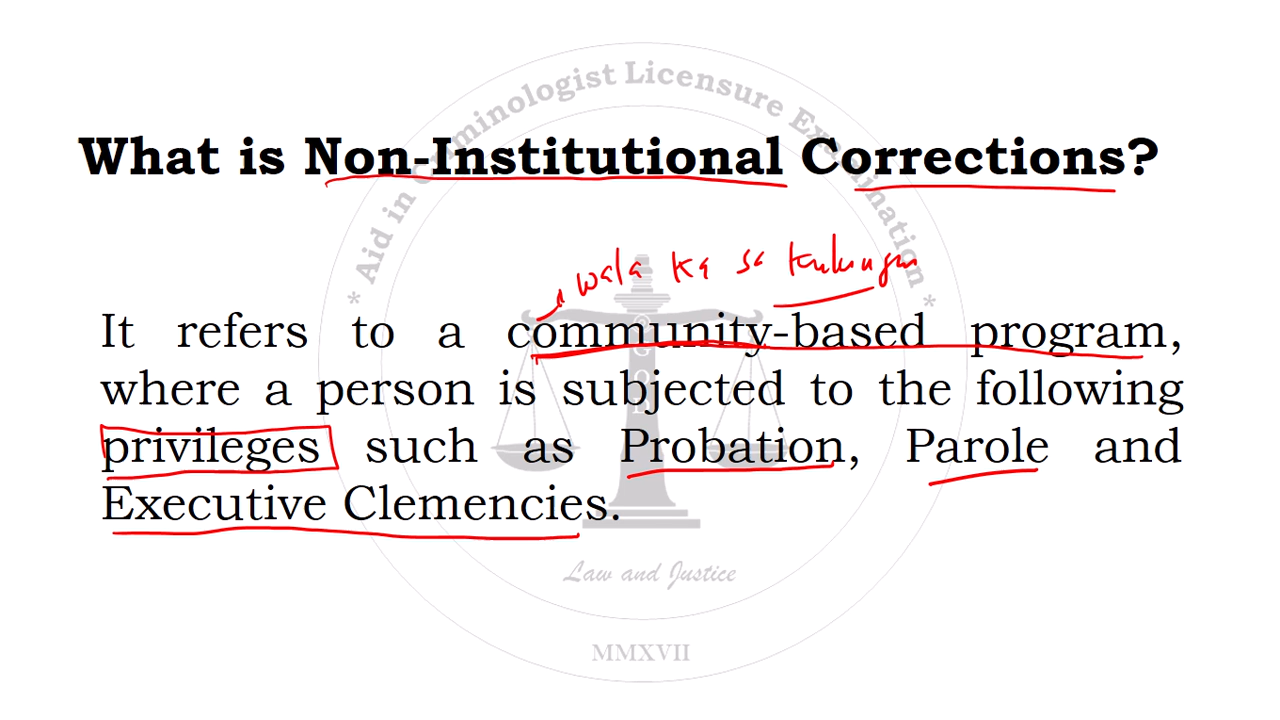 * Aid in Criminologist Licensure Examination *
What is Non-Institutional Corrections?
wala ka sa kulungan
It refers to a community-based program,
where a person is subjected to the following
privileges such as Probation, Parole and
Executive Clemencies.
Law and Justice
MMXVII